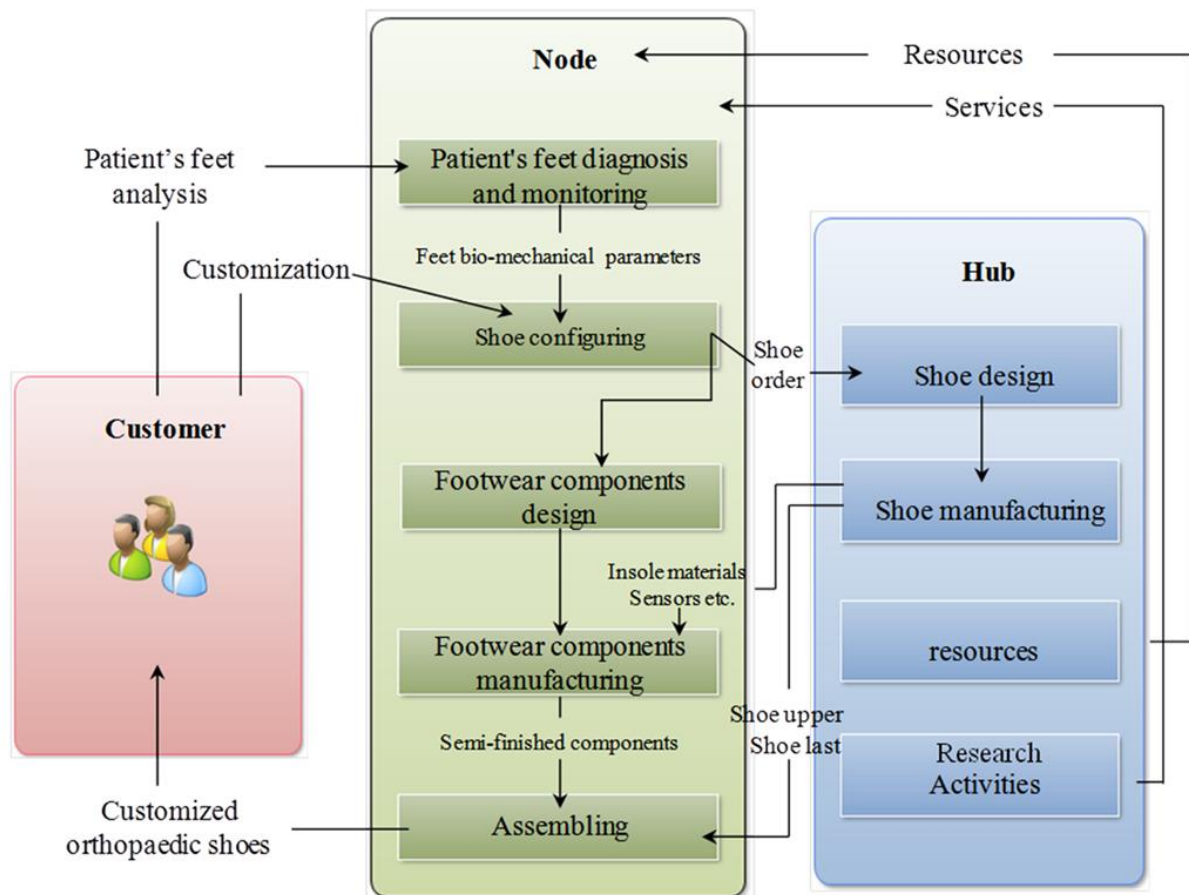 Node
Resources
Services
Patient's feet
analysis
Patient's feet diagnosis
and monitoring
Feet bio-mechanical parameters
Customization
Hub
Shoe configuring
Shoe
order
Shoe design
Customer
Footwear components
design
Shoe manufacturing
Insole materials
Sensors etc.
Footwear components
manufacturing
resources
Shoe upper
Shoe last
Semi-finished components
Research
Activities
Customized
orthopaedic shoes
Assembling